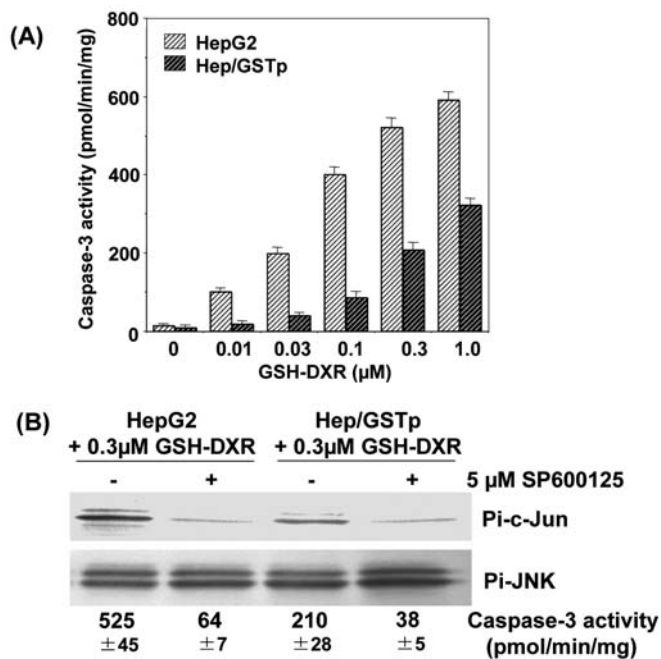 (A)
800
600
400
200
0
Caspase-3 activity (pmol/min/mg)
HepG2
Hep/GSTp
0 0.01 0.03 0.1 0.3 1.0
GSH-DXR (μM)
(B)
HepG2 Hep/GSTp
+ 0.3μM GSH-DXR + 0.3μM GSH-DXR
- + - + 5 μM SP600125
Pi-c-Jun
Pi-JNK
525 64 210 38 Caspase-3 activity
±45 ±7 ±28 ±5 (pmol/min/mg)